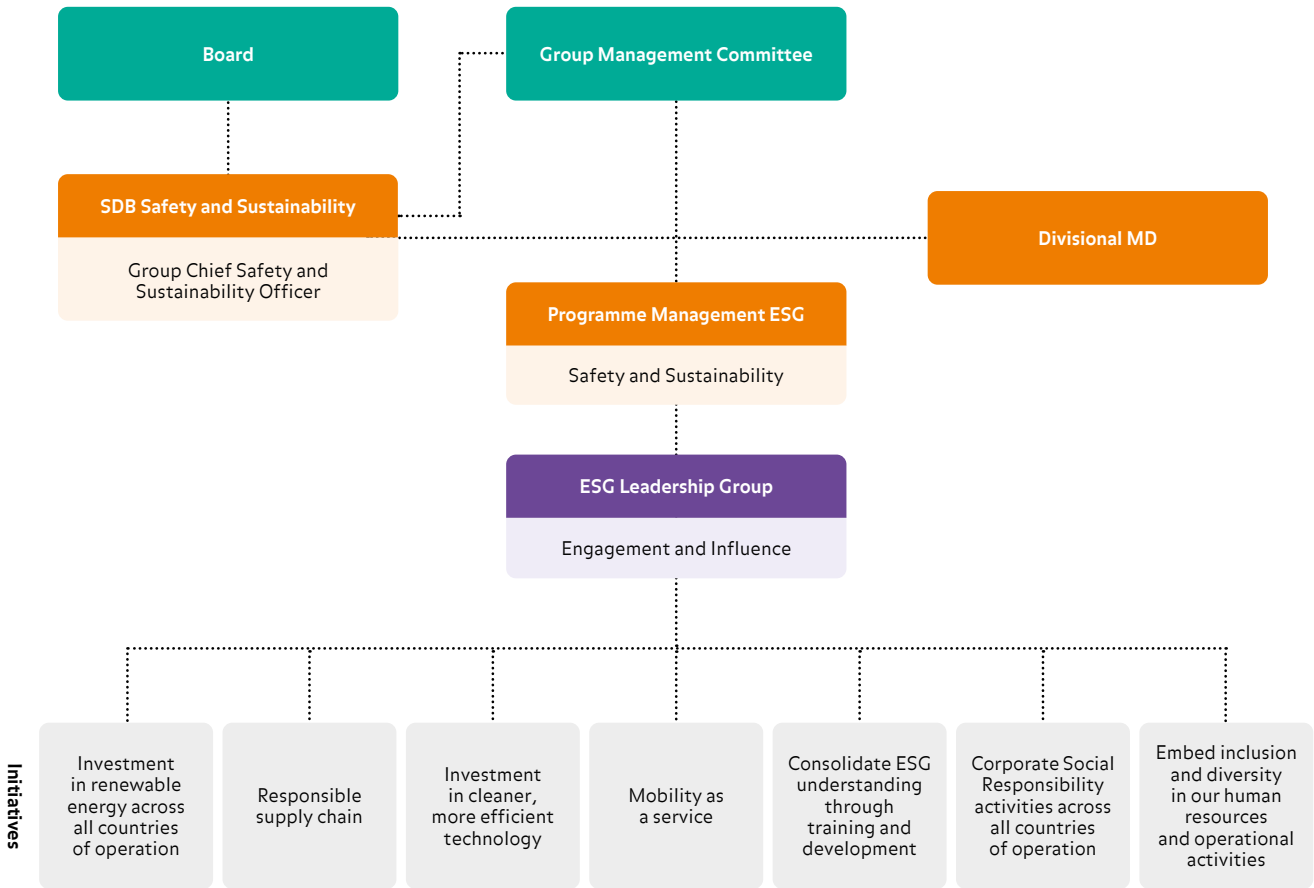 Board
Group Management Committee
SDB Safety and Sustainability
Group Chief Safety and
Sustainability Officer
Divisional MD
Programme Management ESG
Safety and Sustainability
ESG Leadership Group
Engagement and Influence
Initiatives
Investment
in renewable
energy across
all countries
of operation
Responsible
supply chain
Investment
in cleaner,
more efficient
technology
Mobility as
a service
Consolidate ESG
understanding
through
training and
development
Corporate Social
Responsibility
activities across
all countries
of operation
Embed inclusion
and diversity
in our human
resources
and operational
activities